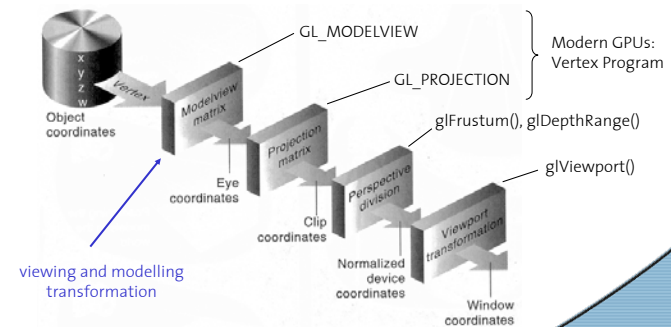 GL_MODELVIEW
Modern GPUs:
Vertex Program
GL_PROJECTION
x
y
z
w
Vertex
Object
coordinates
Modelview
matrix
glFrustum(), glDepthRange()
Eye
coordinates
Projection
matrix
glViewport()
Clip
coordinates
Perspective
division
Normalized
device
coordinates
Viewport
transformation
Window
coordinates
viewing and modelling
transformation